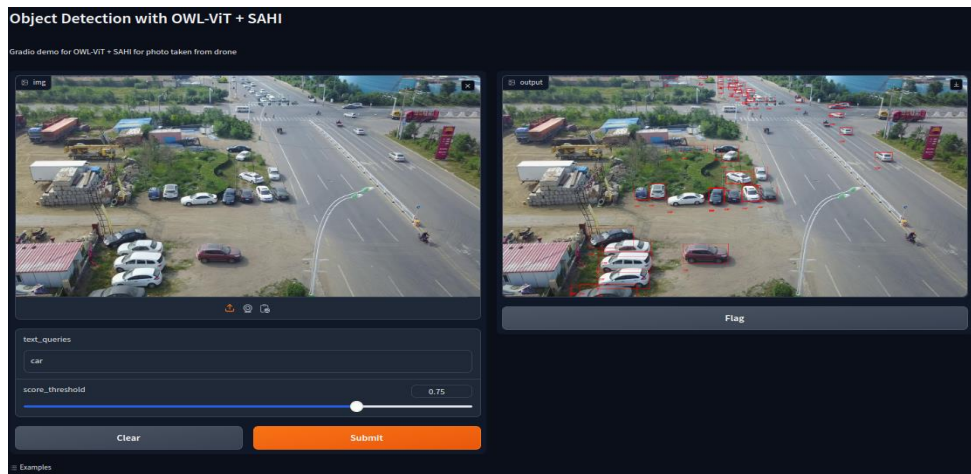 Object Detection with OWL-ViT + SAHI
Gradio demo for OWL-ViT + SAHI for photo taken from drone
img
output
text_queries
car
score_threshold
0.75
Clear
Submit
Flag
Examples